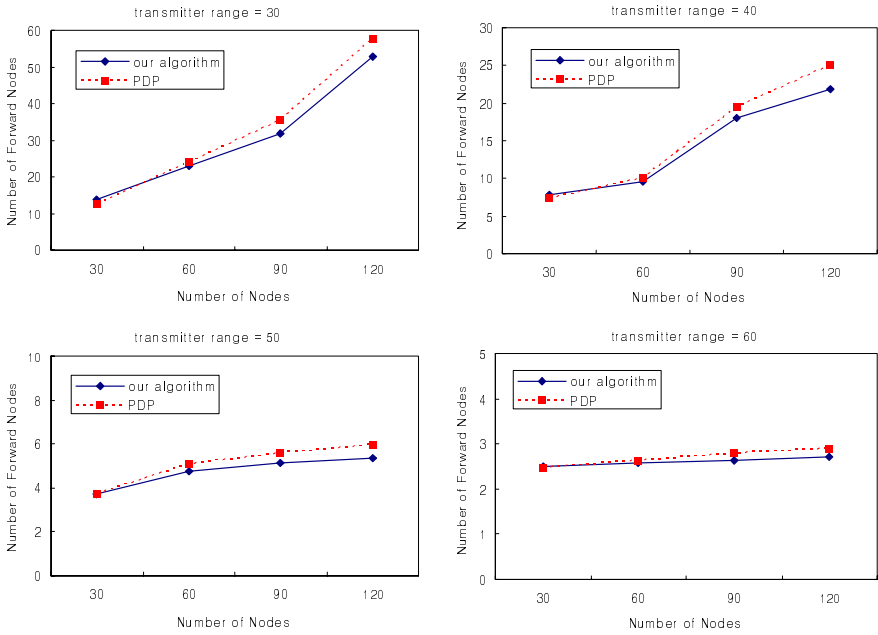 transmitter range = 30
60
50
40
30
20
10
0
Number of Forward Nodes
our algorithm
PDP
30 60 90 120
Number of Nodes
transmitter range = 40
30
25
20
15
10
5
0
Number of Forward Nodes
our algorithm
PDP
30 60 90 120
Number of Nodes
transmitter range = 50
10
8
6
4
2
0
Number of Forward Nodes
our algorithm
PDP
30 60 90 120
Number of Nodes
transmitter range = 60
5
4
3
2
1
0
Number of Forward Nodes
our algorithm
PDP
30 60 90 120
Number of Nodes